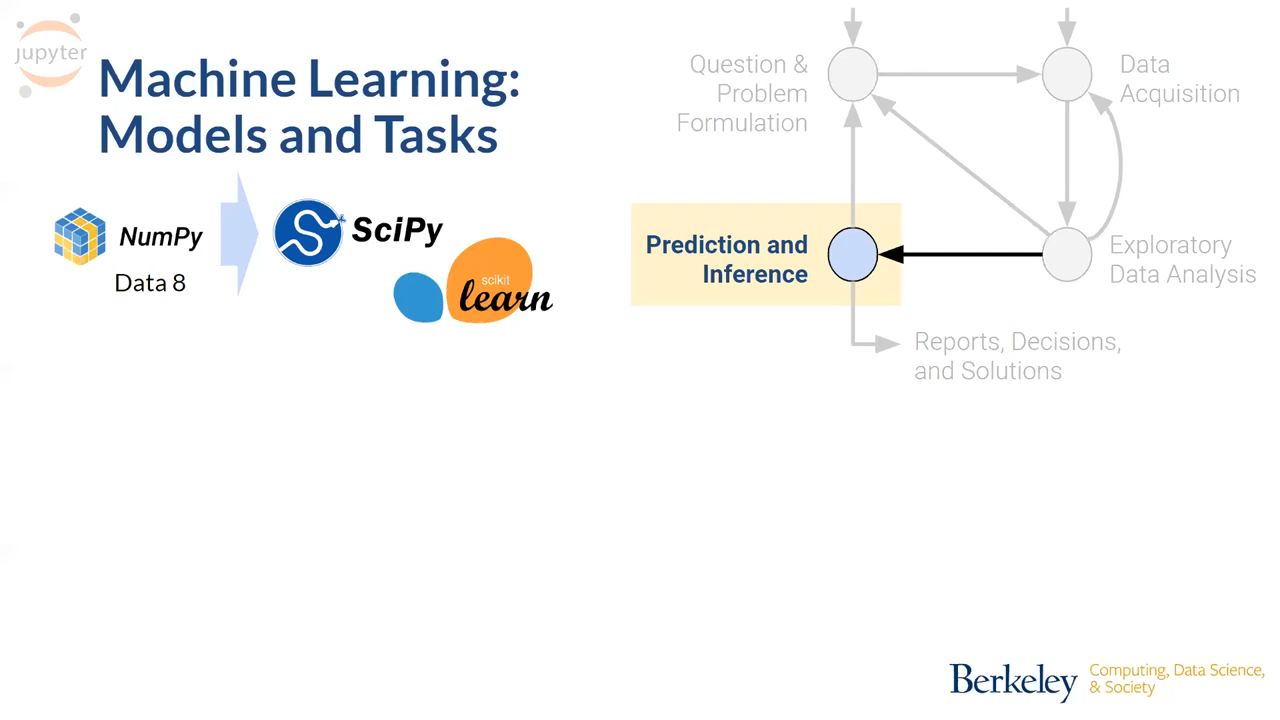 jupyter
Machine Learning:
Models and Tasks
NumPy
Data 8
SciPy
scikit
learn
Question &
Problem
Formulation
Data
Acquisition
Prediction and
Inference
Exploratory
Data Analysis
Reports, Decisions,
and Solutions
Berkeley
Computing, Data Science,
& Society